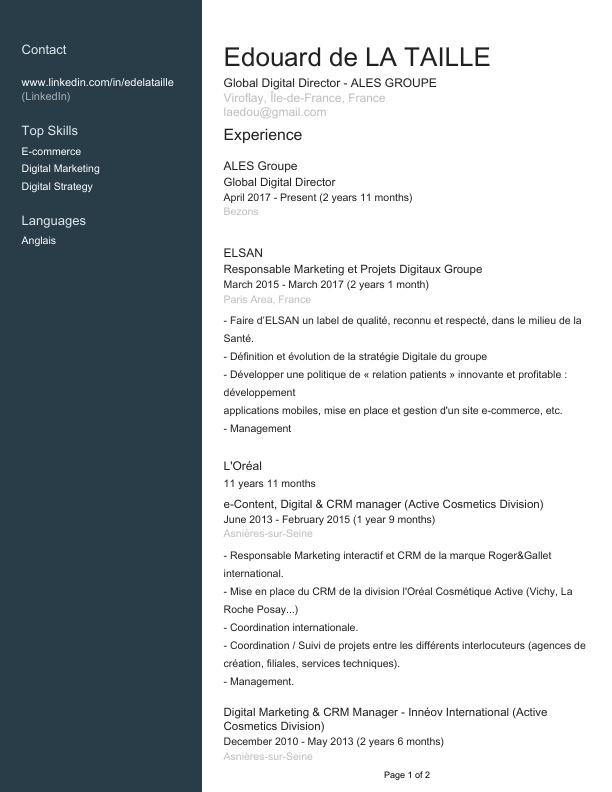 Contact
www.linkedin.com/in/edelataille
(LinkedIn)
Top Skills
E-commerce
Digital Marketing
Digital Strategy
Languages
Anglais
Edouard de LA TAILLE
Global Digital Director - ALES GROUPE
Viroflay, Île-de-France, France
laedou@gmail.com
Experience
ALES Groupe
Global Digital Director
April 2017 - Present (2 years 11 months)
Bezons
ELSAN
Responsable Marketing et Projets Digitaux Groupe
March 2015 - March 2017 (2 years 1 month)
Paris Area, France
- Faire d'ELSAN un label de qualité, reconnu et respecté, dans le milieu de la
Santé.
- Définition et évolution de la stratégie Digitale du groupe
- Développer une politique de « relation patients » innovante et profitable :
développement
applications mobiles, mise en place et gestion d'un site e-commerce, etc.
- Management
L'Oréal
11 years 11 months
e-Content, Digital & CRM manager (Active Cosmetics Division)
June 2013 - February 2015 (1 year 9 months)
Asnières-sur-Seine
- Responsable Marketing interactif et CRM de la marque Roger&Gallet
international.
- Mise en place du CRM de la division l'Oréal Cosmétique Active (Vichy, La
Roche Posay...)
- Coordination internationale.
- Coordination / Suivi de projets entre les différents interlocuteurs (agences de
création, filiales, services techniques).
- Management.
Digital Marketing & CRM Manager - Innéov International (Active
Cosmetics Division)
December 2010 - May 2013 (2 years 6 months)
Asnières-sur-Seine
Page 1 of 2